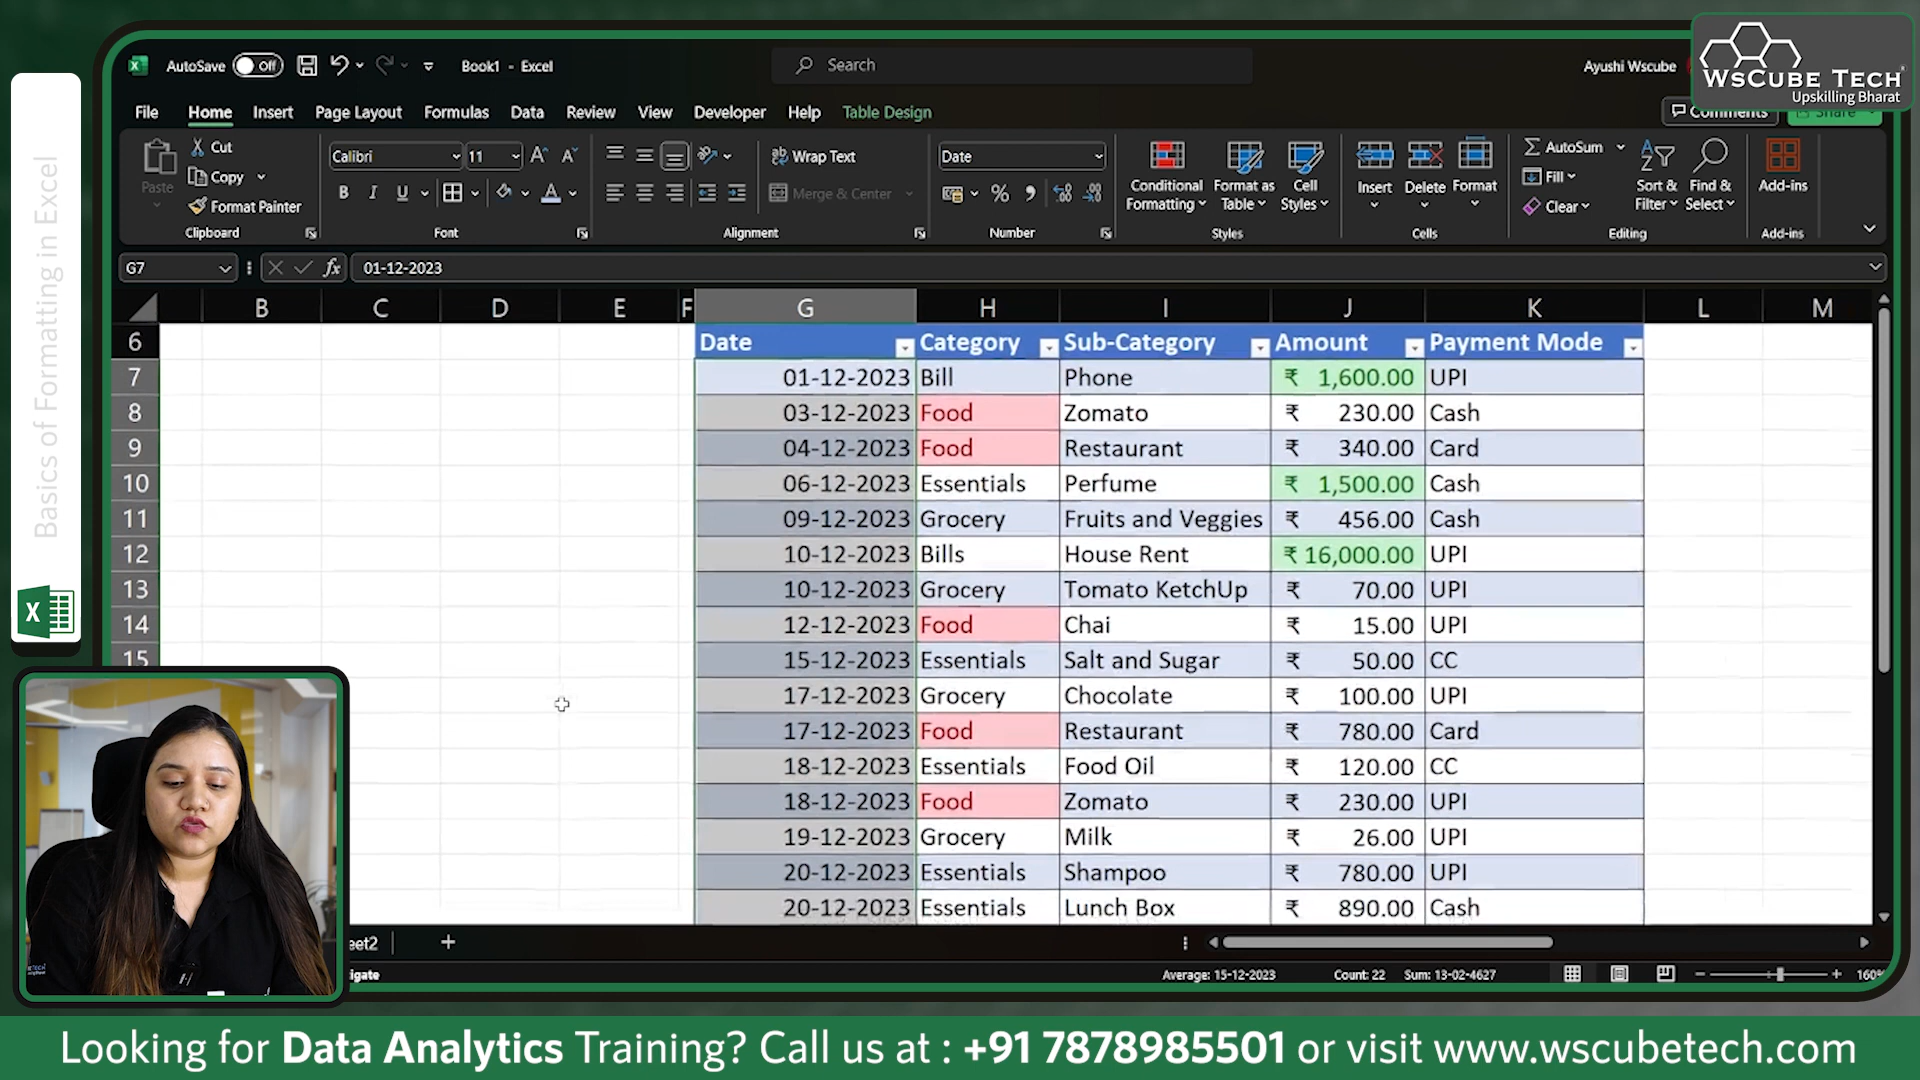 WsCube Tech
Upskilling Bharat
Basics of Formatting in Excel
AutoSave Off Book1 - Excel Search Ayushi Wscube
File Home Insert Page Layout Formulas Data Review View Developer Help Table Design Comments Share
Paste Cut Copy Format Painter Clipboard
Calibri 11 B I U A Font
Wrap Text Merge & Center Alignment
Date % Number
Conditional Formatting Format as Table Cell Styles Styles
Insert Delete Format Cells
AutoSum Fill Clear Sort & Filter Find & Select Editing
Add-ins Add-ins
G7 fx 01-12-2023
B C D E F G H I J K L M
6 Date Category Sub-Category Amount Payment Mode
7 01-12-2023 Bill Phone ₹ 1,600.00 UPI
8 03-12-2023 Food Zomato ₹ 230.00 Cash
9 04-12-2023 Food Restaurant ₹ 340.00 Card
10 06-12-2023 Essentials Perfume ₹ 1,500.00 Cash
11 09-12-2023 Grocery Fruits and Veggies ₹ 456.00 Cash
12 10-12-2023 Bills House Rent ₹ 16,000.00 UPI
13 10-12-2023 Grocery Tomato KetchUp ₹ 70.00 UPI
14 12-12-2023 Food Chai ₹ 15.00 UPI
15 15-12-2023 Essentials Salt and Sugar ₹ 50.00 CC
17-12-2023 Grocery Chocolate ₹ 100.00 UPI
17-12-2023 Food Restaurant ₹ 780.00 Card
18-12-2023 Essentials Food Oil ₹ 120.00 CC
18-12-2023 Food Zomato ₹ 230.00 UPI
19-12-2023 Grocery Milk ₹ 26.00 UPI
20-12-2023 Essentials Shampoo ₹ 780.00 UPI
20-12-2023 Essentials Lunch Box ₹ 890.00 Cash
eet2
igate Average: 15-12-2023 Count: 22 Sum: 13-02-4627 160%
Looking for Data Analytics Training? Call us at : +91 7878985501 or visit www.wscubetech.com